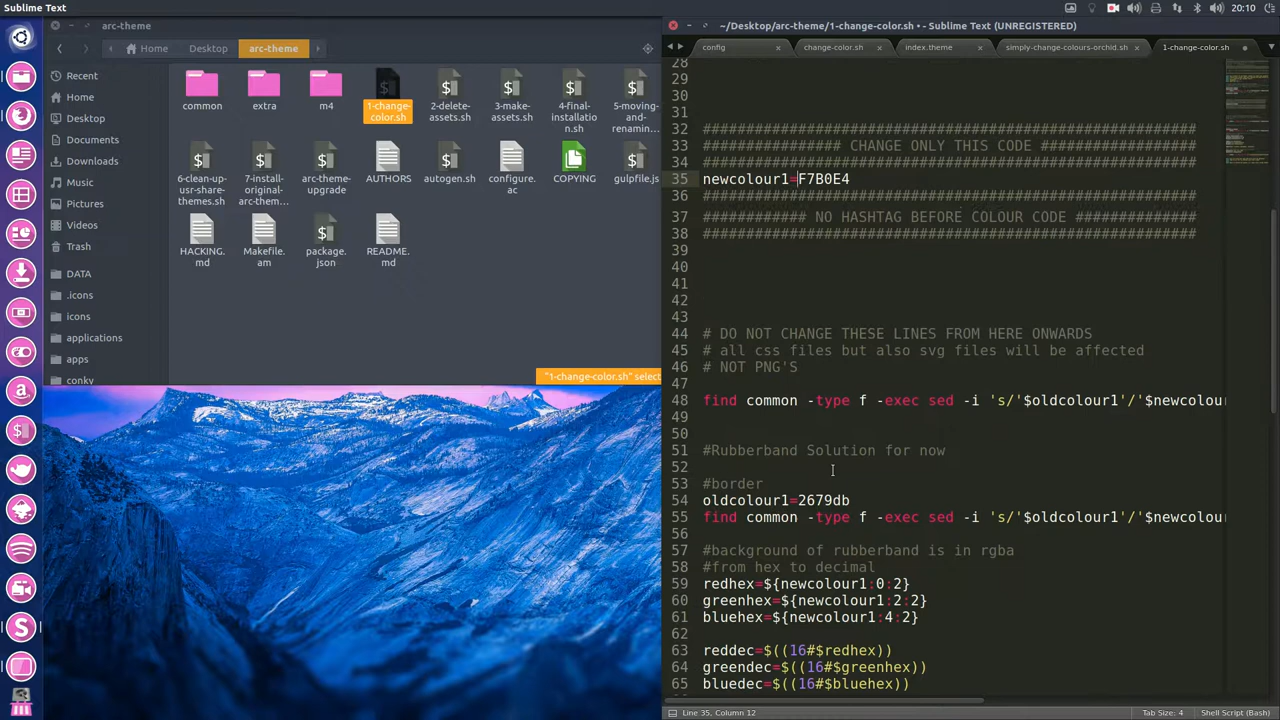 Sublime Text
20:10
arc-theme
Home
Desktop
arc-theme
Recent
Home
Desktop
Documents
Downloads
Music
Pictures
Videos
Trash
DATA
.icons
icons
applications
apps
conky
common
extra
m4
1-change-
color.sh
2-delete-
assets.sh
3-make-
assets.sh
4-final-
installatio
n.sh
5-moving-
and-
renamin...
6-clean-up-
usr-share-
themes.sh
7-install-
original-
arc-them...
arc-theme-
upgrade
AUTHORS
autogen.sh
configure.
ac
COPYING
gulpfile.js
HACKING.
md
Makefile.
am
package.
json
README.
md
"1-change-color.sh" select
~/Desktop/arc-theme/1-change-color.sh • - Sublime Text (UNREGISTERED)
config
change-color.sh
index.theme
simply-change-colours-orchid.sh
1-change-color.sh
28
29
30
31
32 #########################################################
33 ################ CHANGE ONLY THIS CODE ##################
34 #########################################################
35 newcolour1=F7B0E4
36 #########################################################
37 ############ NO HASHTAG BEFORE COLOUR CODE ##############
38 #########################################################
39
40
41
42
43
44 # DO NOT CHANGE THESE LINES FROM HERE ONWARDS
45 # all css files but also svg files will be affected
46 # NOT PNG'S
47
48 find common -type f -exec sed -i 's/'$oldcolour1'/'$newcolour
49
50
51 #Rubberband Solution for now
52
53 #border
54 oldcolour1=2679db
55 find common -type f -exec sed -i 's/'$oldcolour1'/'$newcolour
56
57 #background of rubberband is in rgba
58 #from hex to decimal
59 redhex=${newcolour1:0:2}
60 greenhex=${newcolour1:2:2}
61 bluehex=${newcolour1:4:2}
62
63 reddec=$((16#$redhex))
64 greendec=$((16#$greenhex))
65 bluedec=$((16#$bluehex))
Line 35, Column 12
Tab Size: 4
Shell Script (Bash)